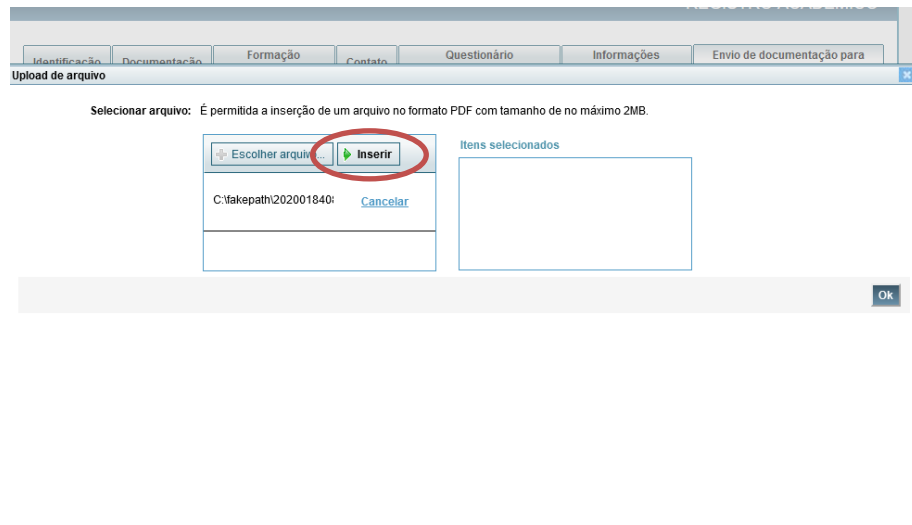 REGISTRO ACADÊMICO
Identificação
Documentação
Formação
Contato
Questionário
Informações
Envio de documentação para
Upload de arquivo
Selecionar arquivo: É permitida a inserção de um arquivo no formato PDF com tamanho de no máximo 2MB.
Escolher arquivo...
Inserir
Itens selecionados
C:\fakepath\202001840
Cancelar
Ok